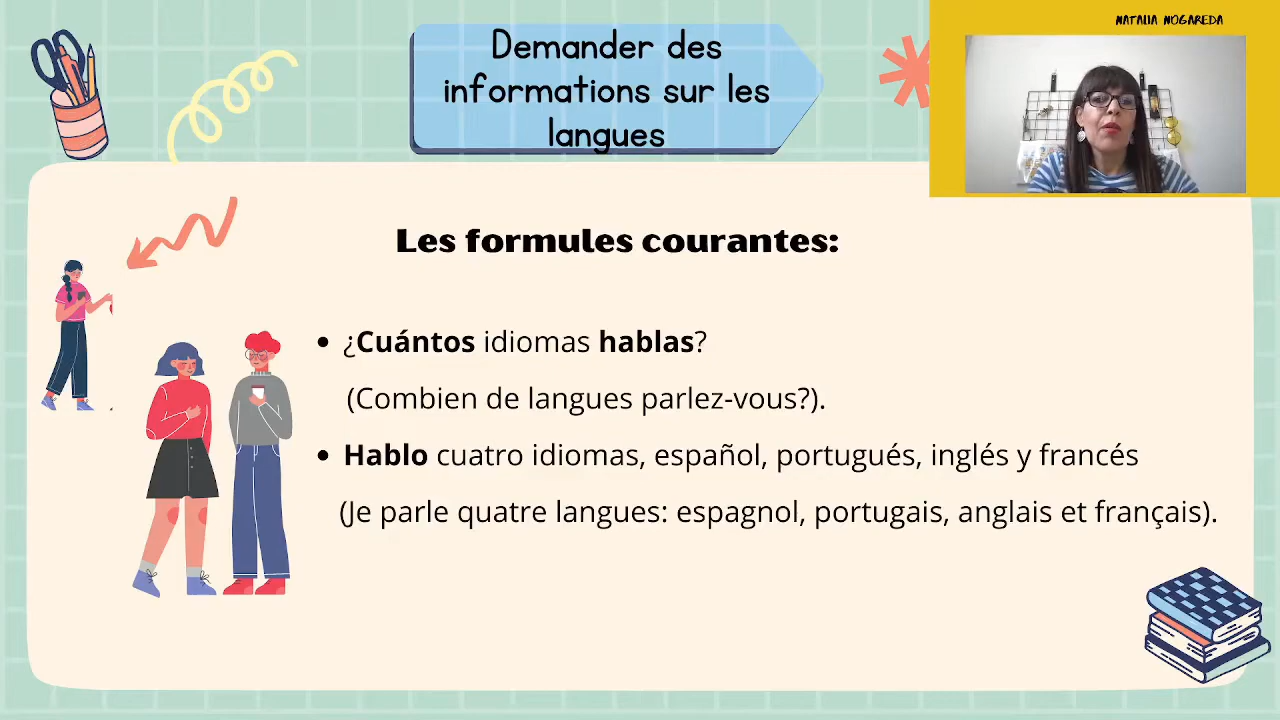 Demander des
informations sur les
langues
NATALIA NOGAREDA
Les formules courantes:
• ¿Cuántos idiomas hablas?
(Combien de langues parlez-vous?).
• Hablo cuatro idiomas, español, portugués, inglés y francés
(Je parle quatre langues: espagnol, portugais, anglais et français).